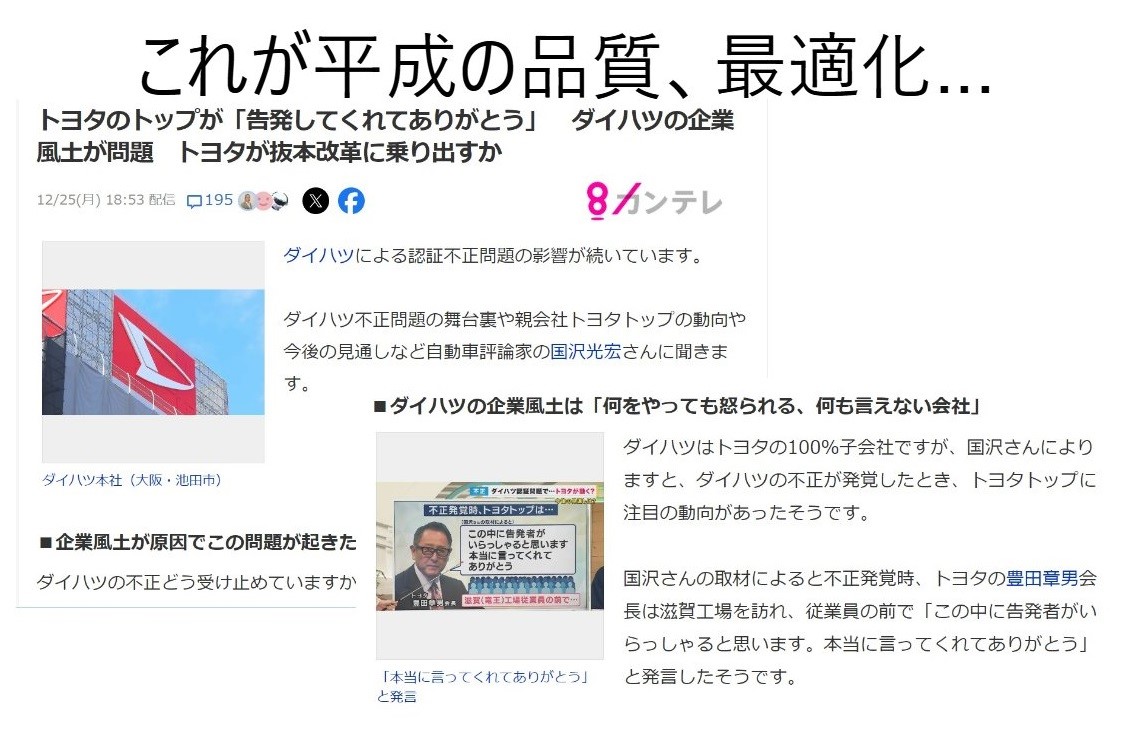 これが平成の品質、最適化...
トヨタのトップが「告発してくれてありがとう」　ダイハツの企業
風土が問題　トヨタが抜本改革に乗り出すか
12/25(月) 18:53 配信 195
8カンテレ
ダイハツによる認証不正問題の影響が続いています。
ダイハツ不正問題の舞台裏や親会社トヨタトップの動向や
今後の見通しなど自動車評論家の国沢光宏さんに聞きま
す。
ダイハツ本社（大阪・池田市）
■企業風土が原因でこの問題が起きた
ダイハツの不正どう受け止めていますか
■ダイハツの企業風土は「何をやっても怒られる、何も言えない会社」
不正 ダイハツ認証問題で…トヨタが動く?
不正発覚時、トヨタトップは…
この中に告発者が
いらっしゃると思います
本当に言ってくれて
ありがとう
トヨタ
豊田章男会長
滋賀(竜王)工場従業員の前で…
「本当に言ってくれてありがとう」
と発言
ダイハツはトヨタの100%子会社ですが、国沢さんにより
ますと、ダイハツの不正が発覚したとき、トヨタトップに
注目の動向があったそうです。
国沢さんの取材によると不正発覚時、トヨタの豊田章男会
長は滋賀工場を訪れ、従業員の前で「この中に告発者がい
らっしゃると思います。本当に言ってくれてありがとう」
と発言したそうです。